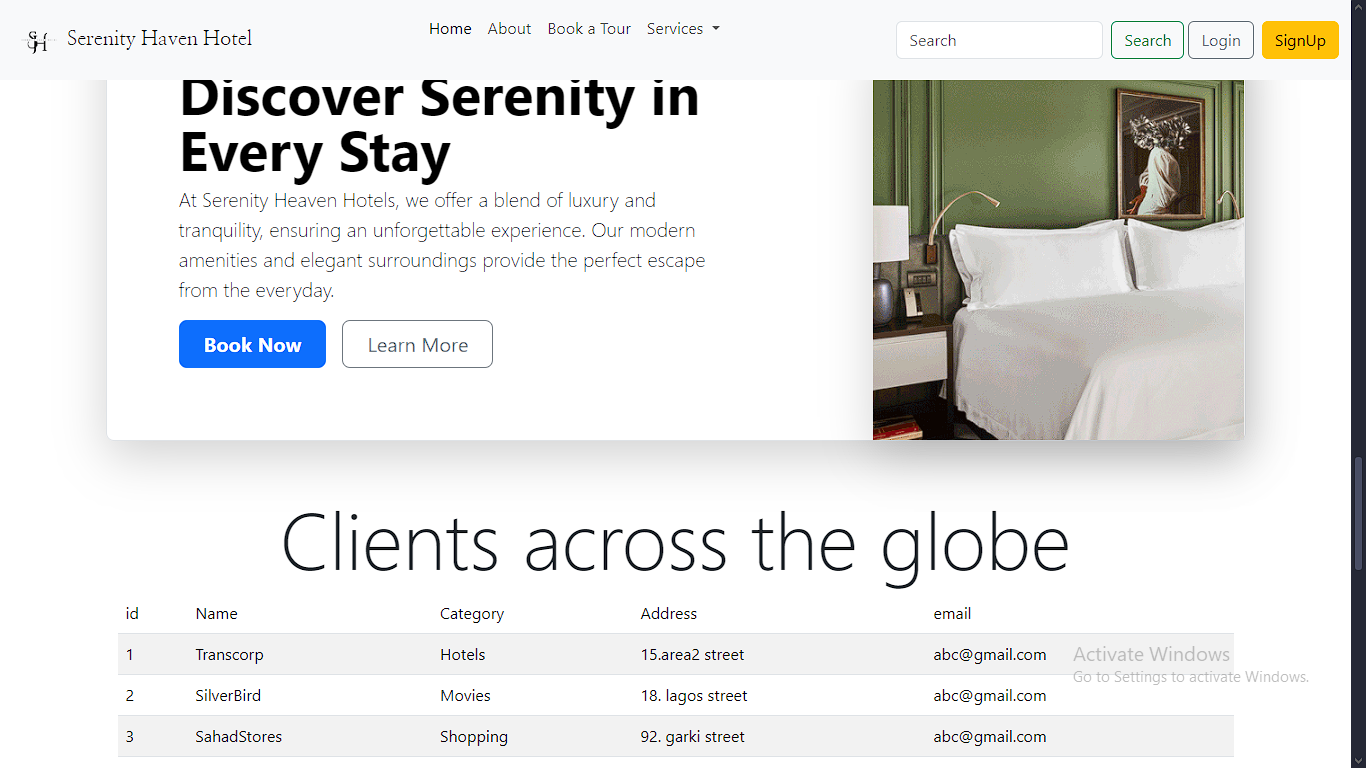 Serenity Haven Hotel
Home About Book a Tour Services
Search Search Login SignUp
Discover Serenity in
Every Stay
At Serenity Heaven Hotels, we offer a blend of luxury and
tranquility, ensuring an unforgettable experience. Our modern
amenities and elegant surroundings provide the perfect escape
from the everyday.
Book Now Learn More
Clients across the globe
id Name Category Address email
1 Transcorp Hotels 15.area2 street abc@gmail.com
2 SilverBird Movies 18. lagos street abc@gmail.com
3 SahadStores Shopping 92. garki street abc@gmail.com
Activate Windows
Go to Settings to activate Windows.